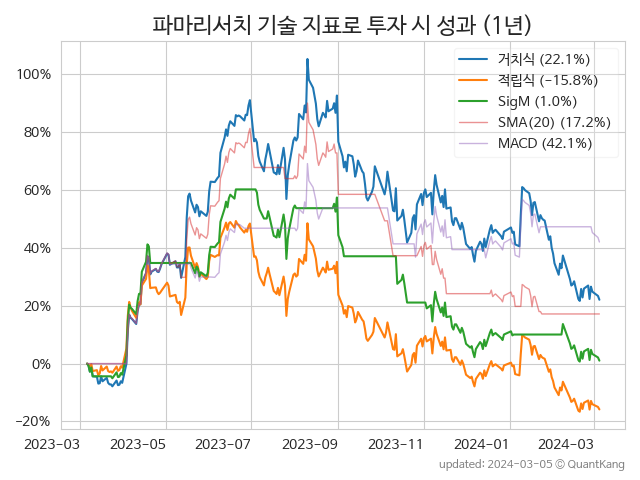 파마리서치 기술 지표로 투자 시 성과 (1년)
거치식 (22.1%)
적립식 (-15.8%)
SigM (1.0%)
SMA(20) (17.2%)
MACD (42.1%)
100%
80%
60%
40%
20%
0%
-20%
2023-03 2023-05 2023-07 2023-09 2023-11 2024-01 2024-03
updated: 2024-03-05 ⓒ QuantKang